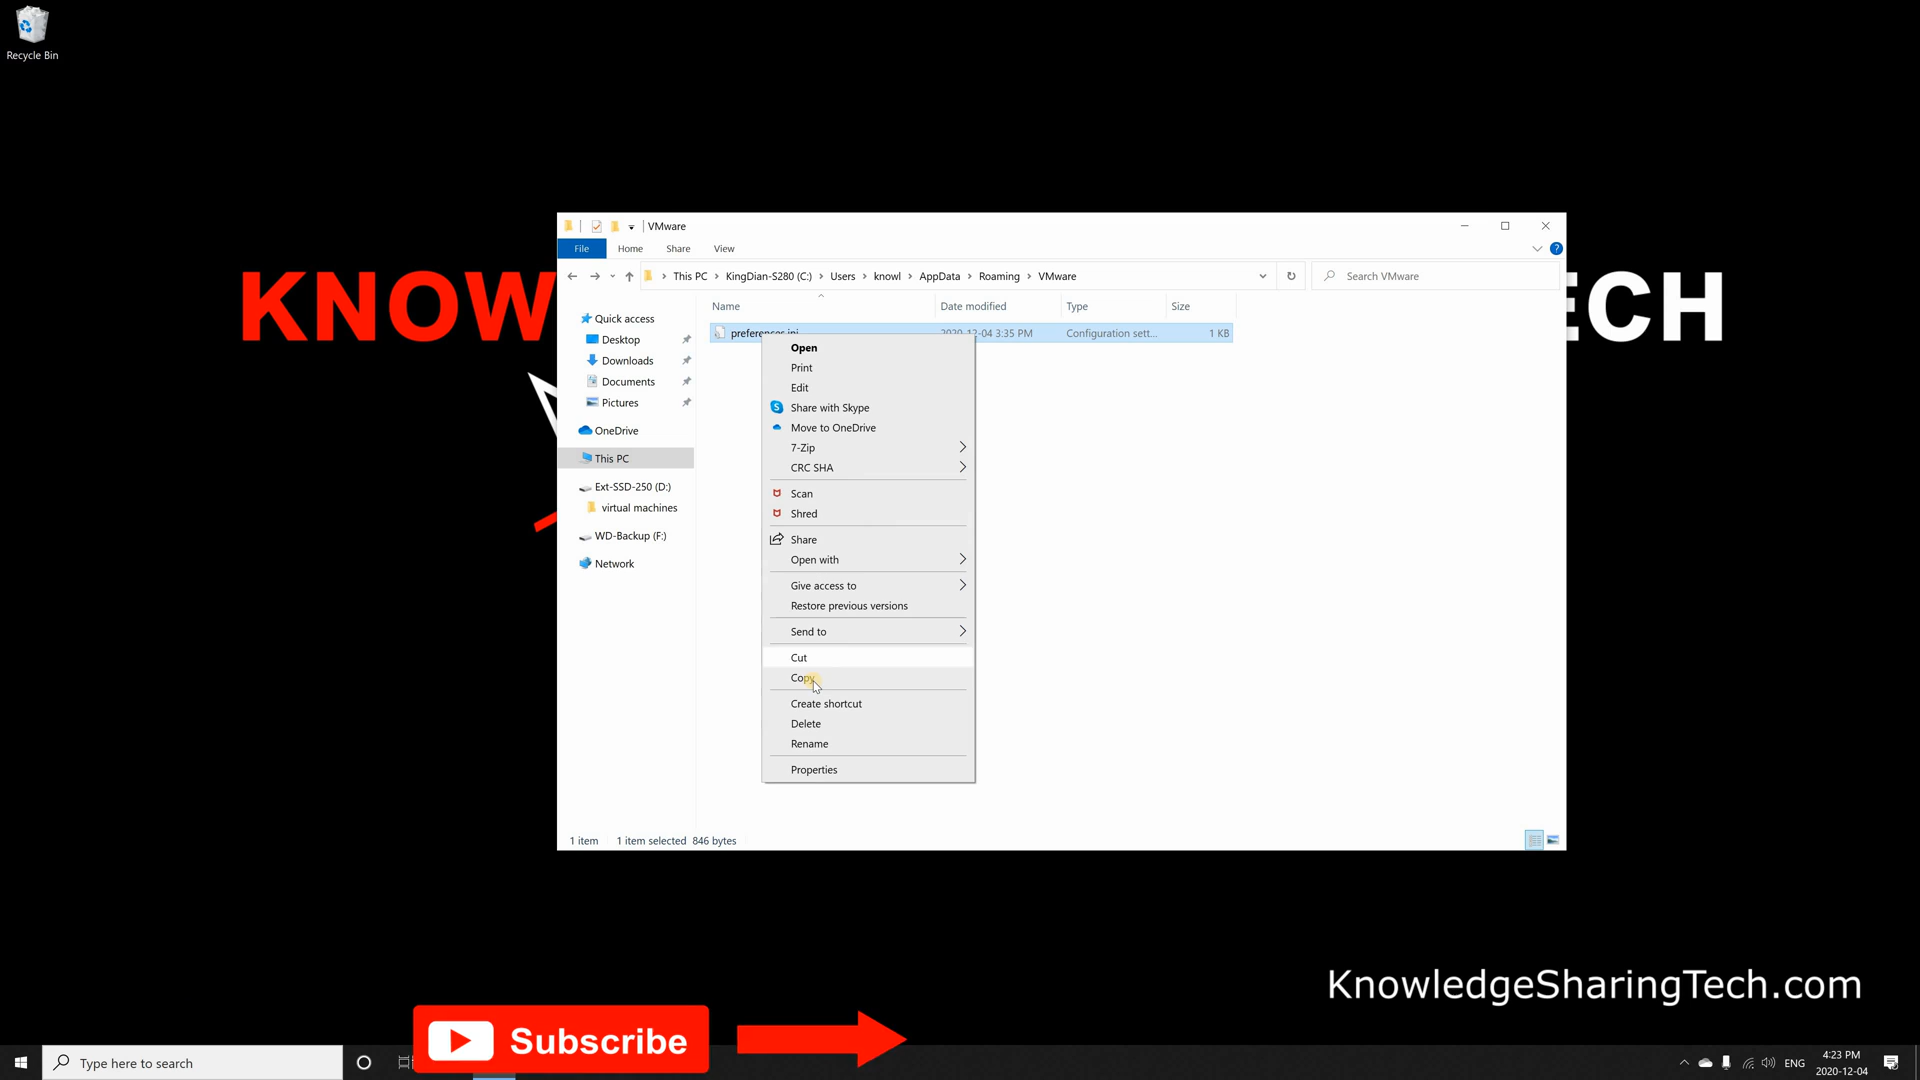 Recycle Bin
VMware
File Home Share View
This PC KingDian-S280 (C:) Users knowl AppData Roaming VMware
Search VMware
Name Date modified Type Size
preferences.ini 2020-12-04 3:35 PM Configuration sett... 1 KB
Quick access
Desktop
Downloads
Documents
Pictures
OneDrive
This PC
Ext-SSD-250 (D:)
virtual machines
WD-Backup (F:)
Network
Open
Print
Edit
Share with Skype
Move to OneDrive
7-Zip
CRC SHA
Scan
Shred
Share
Open with
Give access to
Restore previous versions
Send to
Cut
Copy
Create shortcut
Delete
Rename
Properties
1 item 1 item selected 846 bytes
KNOW
ECH
KnowledgeSharingTech.com
Subscribe
Type here to search
ENG
4:23 PM
2020-12-04